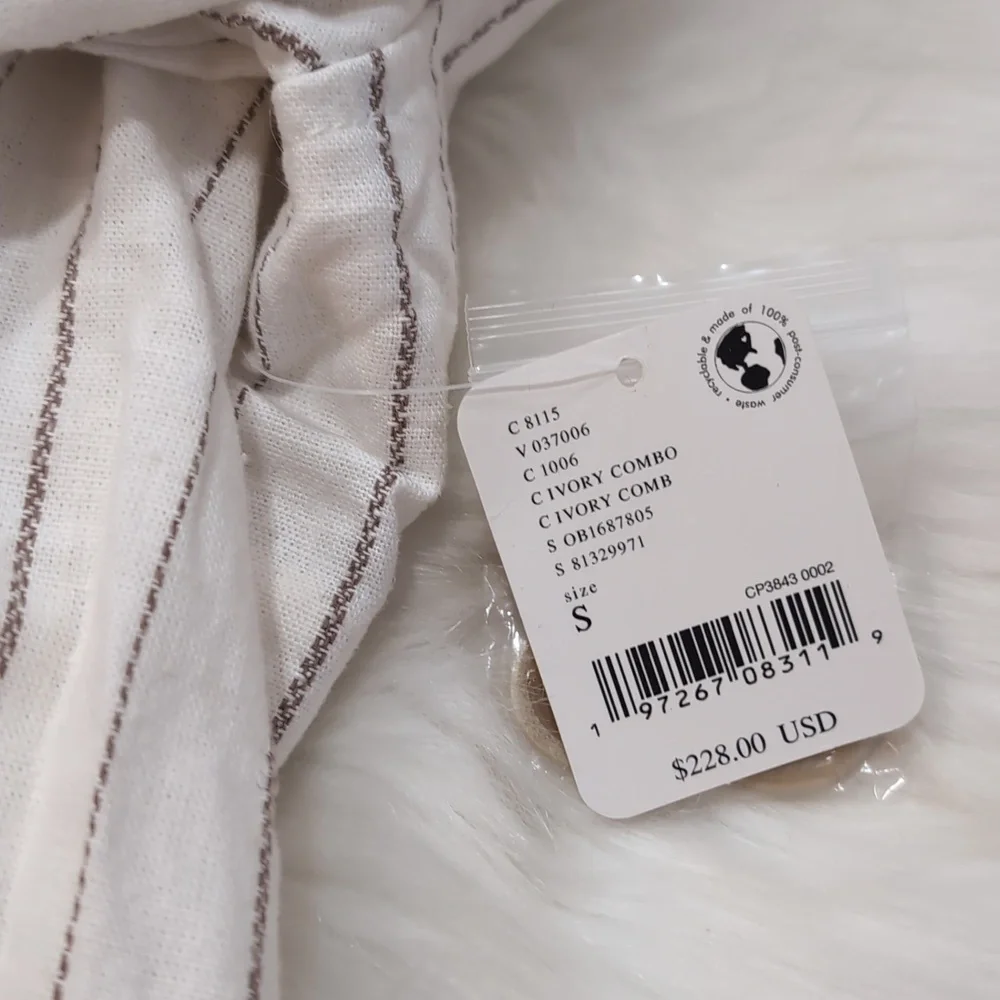 recyclable & made of 100% post-consumer waste •
C 8115
V 037006
C 1006
C IVORY COMBO
C IVORY COMB
S OB1687805
S 81329971
size
S
CP3843 0002
1 97267 08311 9
$228.00 USD